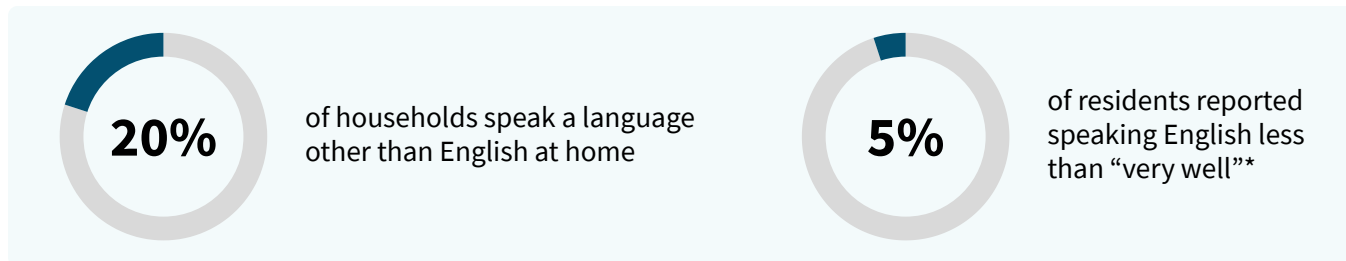 20%
of households speak a language
other than English at home
5%
of residents reported
speaking English less
than “very well”*